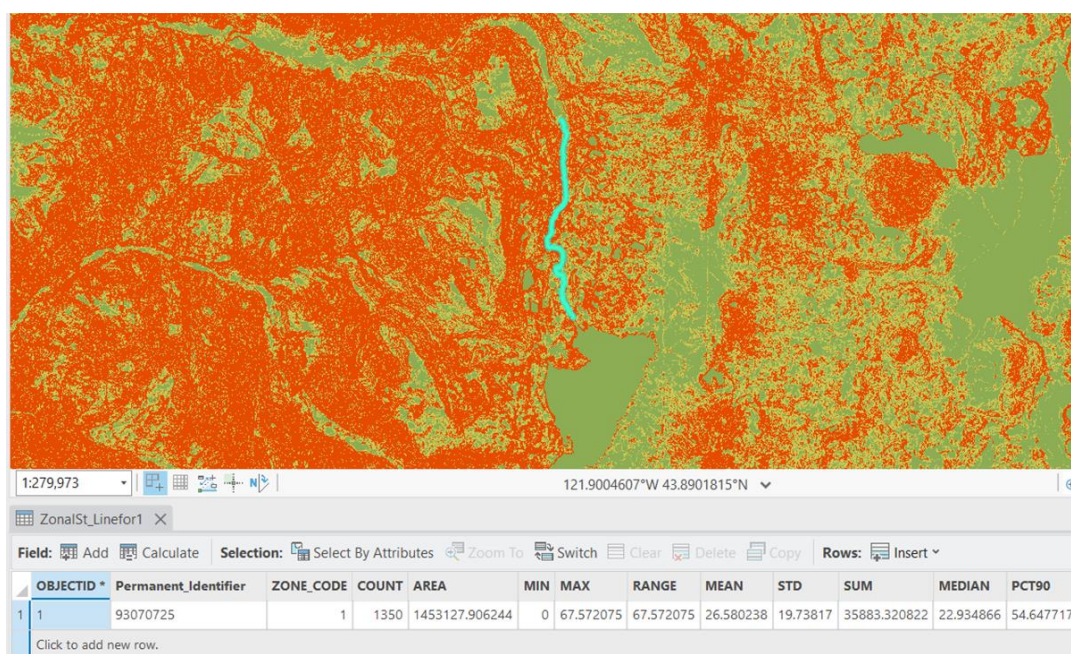 1:279,973 121.9004607°W 43.8901815°N
ZonalSt_Linefor1
Field: Add Calculate Selection: Select By Attributes Zoom To Switch Clear Delete Copy Rows: Insert
OBJECTID * Permanent_Identifier ZONE_CODE COUNT AREA MIN MAX RANGE MEAN STD SUM MEDIAN PCT90
1 1 93070725 1 1350 1453127.906244 0 67.572075 67.572075 26.580238 19.73817 35883.320822 22.934866 54.647717
Click to add new row.